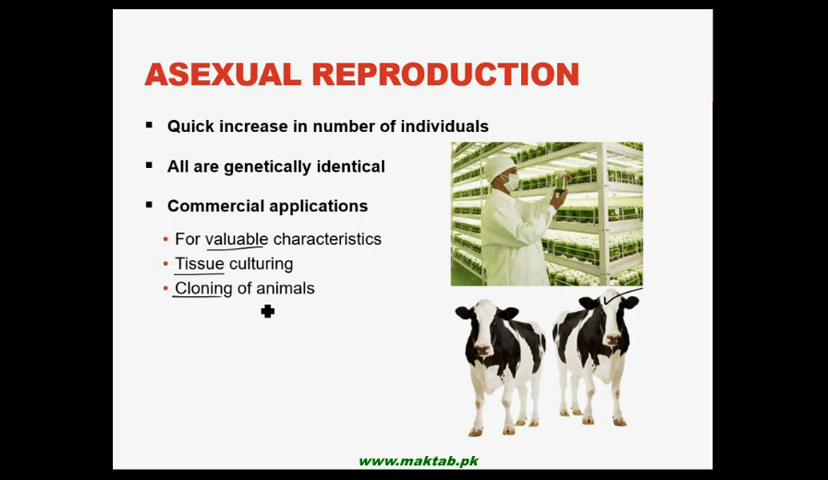 ASEXUAL REPRODUCTION
Quick increase in number of individuals
All are genetically identical
Commercial applications
For valuable characteristics
Tissue culturing
Cloning of animals
www.maktab.pk